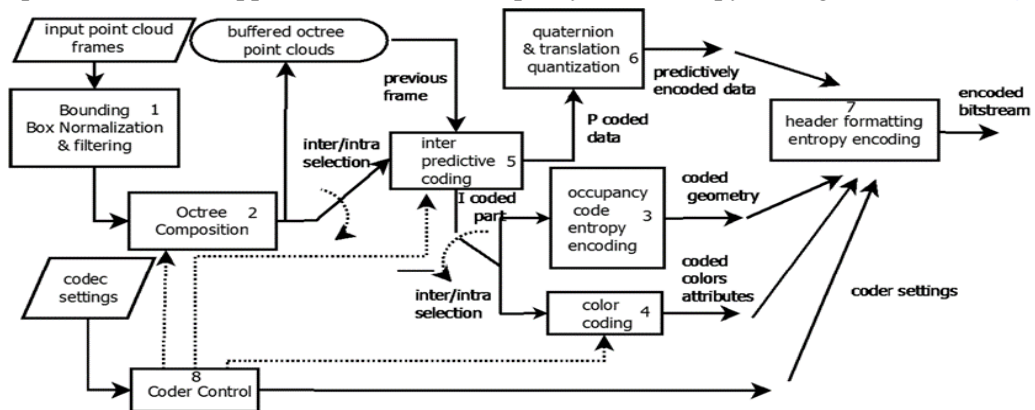 input point cloud
frames
buffered octree
point clouds
quaternion
& translation
quantization 6
previous
frame
predictively
encoded data
Bounding 1
Box Normalization
& filtering
inter/intra
selection
inter
predictive 5
coding
P coded
data
7
header formatting
entropy encoding
encoded
bitstream
Octree 2
Composition
I coded
part
occupancy
code
entropy 3
encoding
coded
geometry
codec
settings
inter/intra
selection
color 4
coding
coded
colors
attributes
coder settings
8
Coder Control